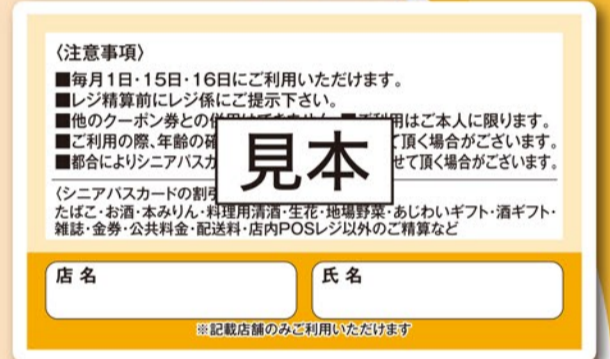 〈注意事項〉
■毎月1日・15日・16日にご利用いただけます。
■レジ精算前にレジ係にご提示下さい。
■他のクーポン券との ■ご利用はご本人に限ります。
■ご利用の際、年齢の確 頂く場合がございます。
■都合によりシニアパスカ せて頂く場合がございます。
見本
〈シニアパスカードの割引
たばこ・お酒・本みりん・料理用清酒・生花・地場野菜・あじわいギフト・酒ギフト・
雑誌・金券・公共料金・配送料・店内POSレジ以外のご精算など
店名
氏名
※記載店舗のみご利用いただけます